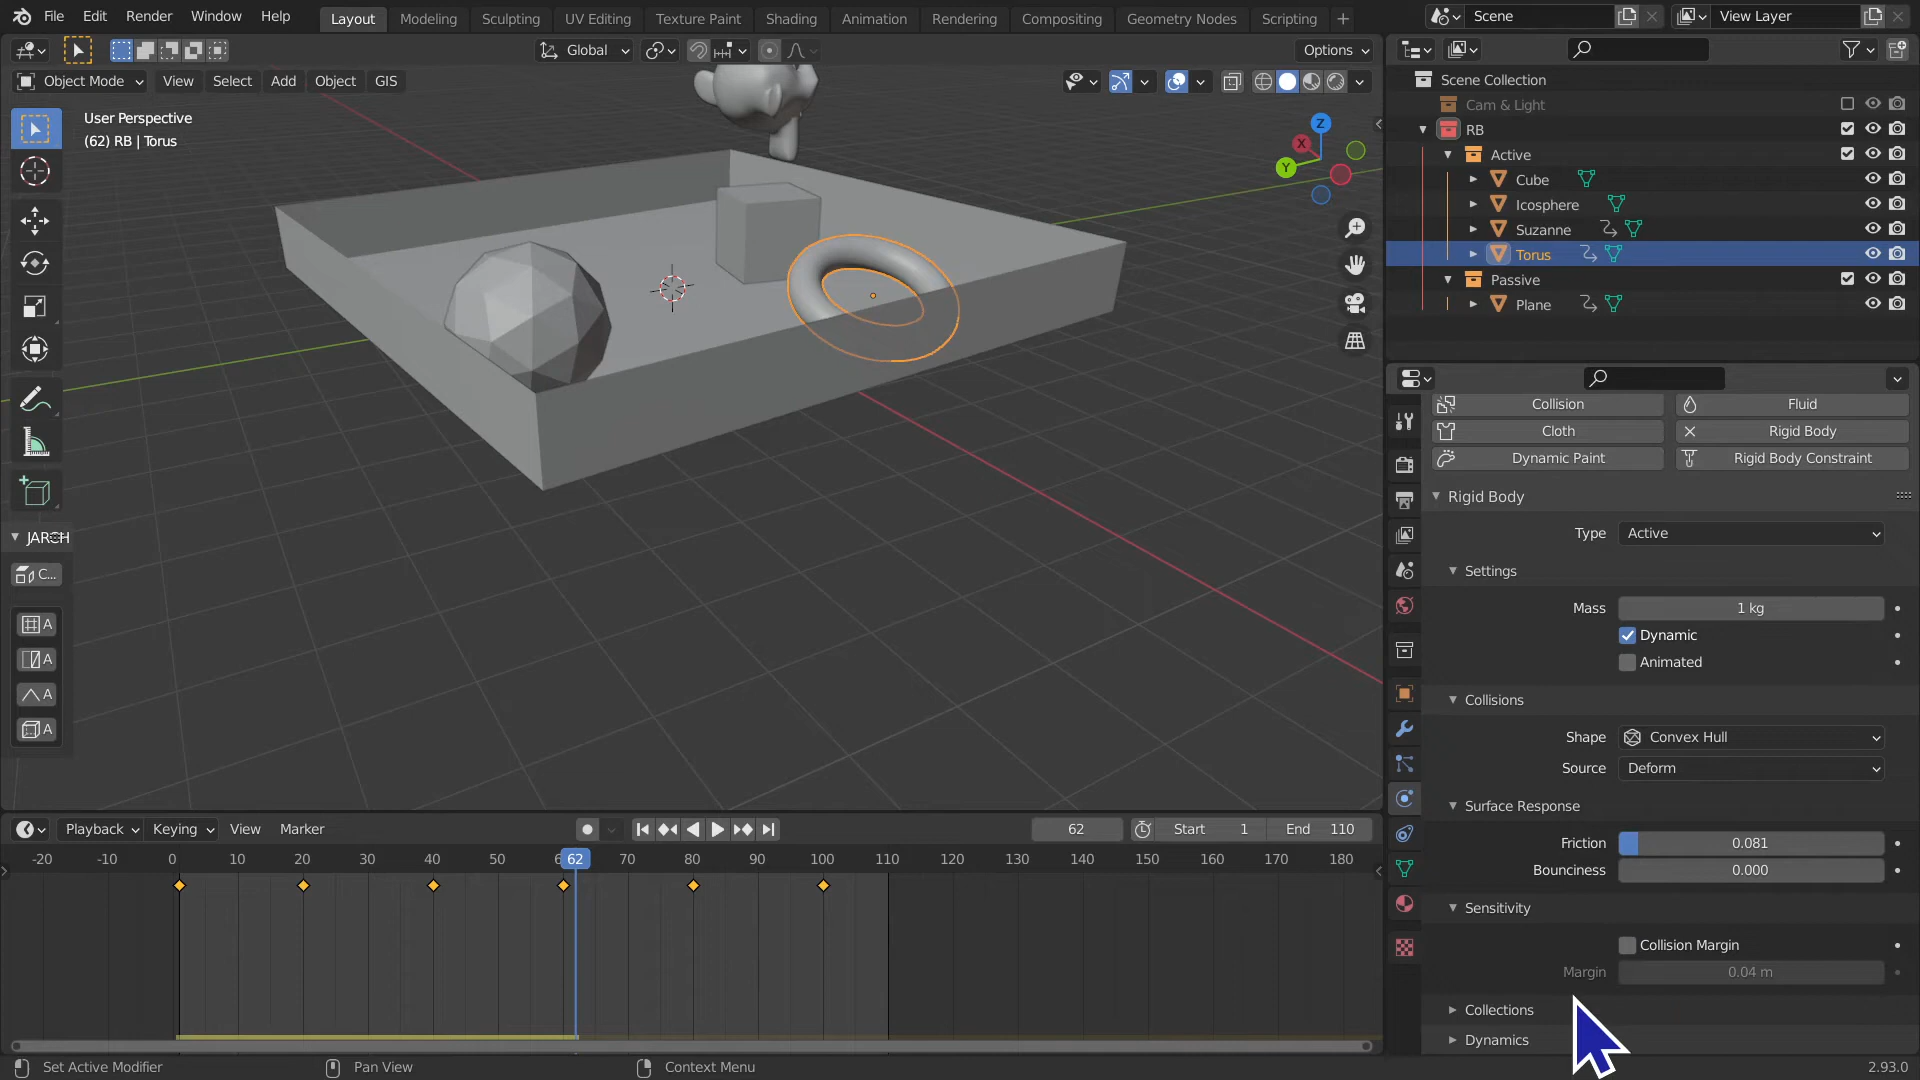 File Edit Render Window Help Layout Modeling Sculpting UV Editing Texture Paint Shading Animation Rendering Compositing Geometry Nodes Scripting + Scene View Layer
Global Options
Object Mode View Select Add Object GIS
User Perspective
(62) RB | Torus
Z
X
Y
JARCH
C...
A
A
A
A
Scene Collection
Cam & Light
RB
Active
Cube
Icosphere
Suzanne
Torus
Passive
Plane
Collision Fluid
Cloth Rigid Body
Dynamic Paint Rigid Body Constraint
Rigid Body
Type Active
Settings
Mass 1 kg
Dynamic
Animated
Collisions
Shape Convex Hull
Source Deform
Surface Response
Friction 0.081
Bounciness 0.000
Sensitivity
Collision Margin
Margin 0.04 m
Collections
Dynamics
Playback Keying View Marker 62 Start 1 End 110
-20 -10 0 10 20 30 40 50 62 70 80 90 100 110 120 130 140 150 160 170 180
Set Active Modifier Pan View Context Menu 2.93.0